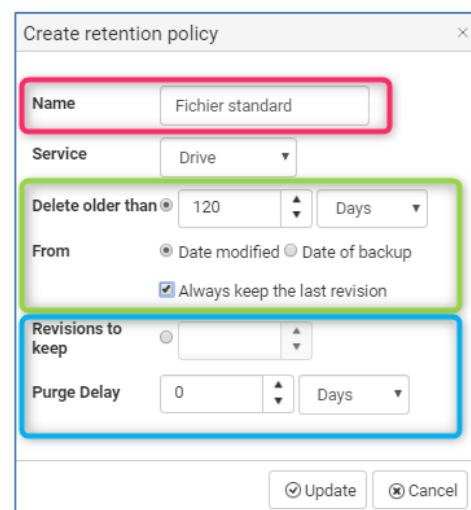 Create retention policy ×
Name Fichier standard
Service Drive
Delete older than 120 Days
From Date modified Date of backup
Always keep the last revision
Revisions to
keep
Purge Delay 0 Days
Update Cancel